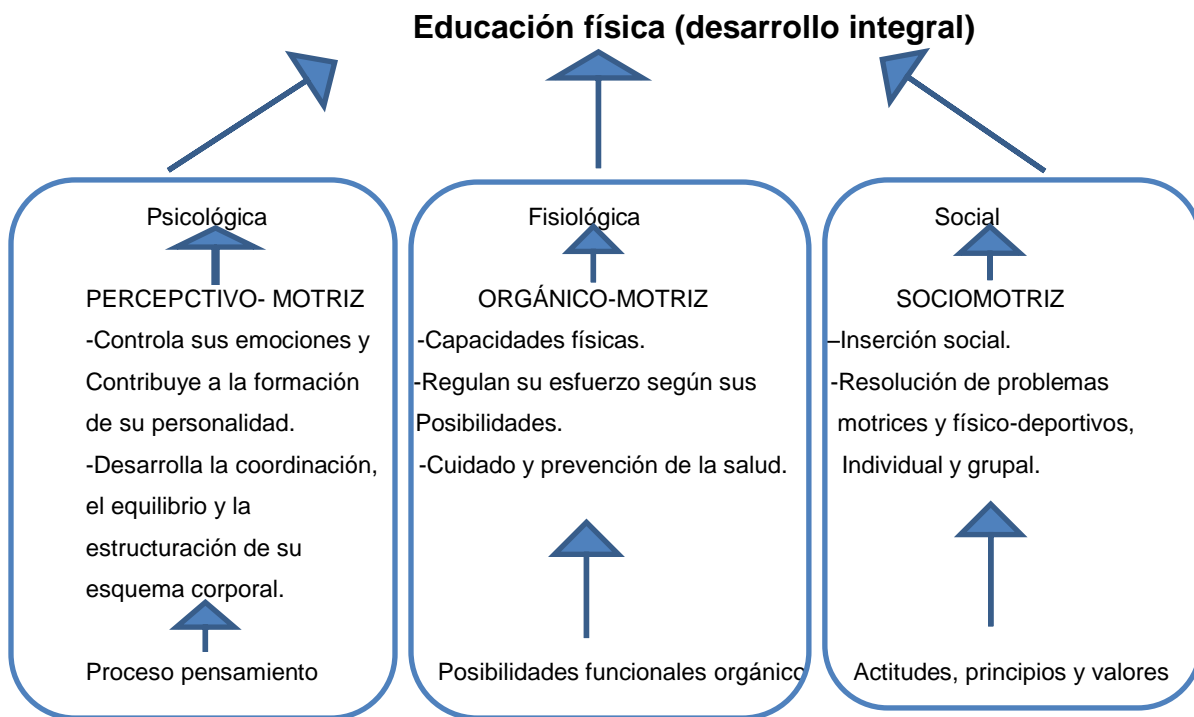 Educación física (desarrollo integral)
Psicológica
PERCEPCTIVO- MOTRIZ
-Controla sus emociones y
Contribuye a la formación
de su personalidad.
-Desarrolla la coordinación,
el equilibrio y la
estructuración de su
esquema corporal.
Proceso pensamiento
Fisiológica
ORGÁNICO-MOTRIZ
-Capacidades físicas.
-Regulan su esfuerzo según sus
Posibilidades.
-Cuidado y prevención de la salud.
Posibilidades funcionales orgánico
Social
SOCIOMOTRIZ
–Inserción social.
-Resolución de problemas
motrices y físico-deportivos,
Individual y grupal.
Actitudes, principios y valores